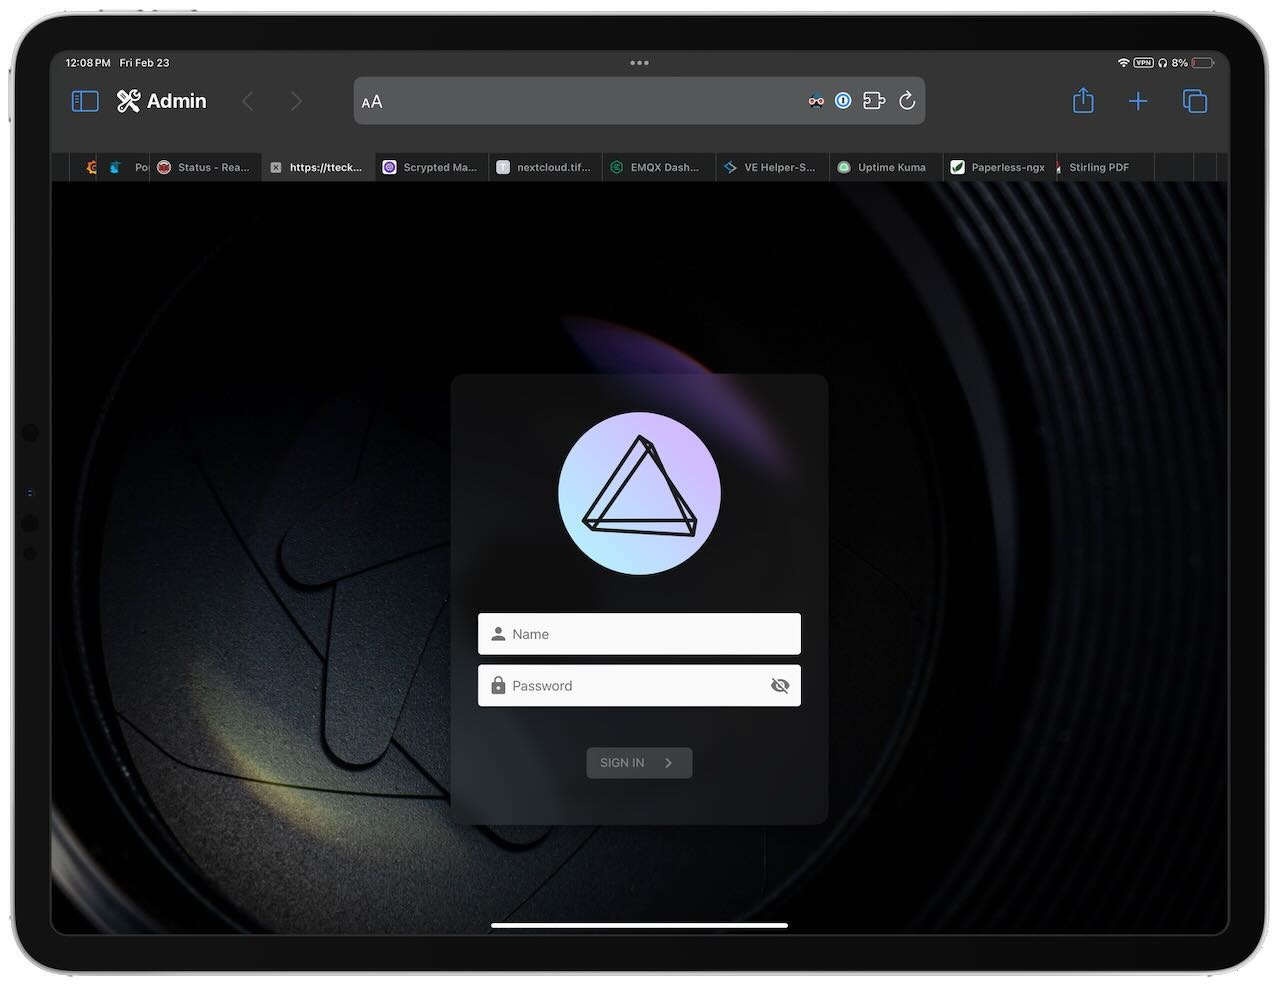 12:08 PM Fri Feb 23
VPN 8%
Admin
AA
Po
Status - Rea...
https://tteck...
Scrypted Ma...
T
nextcloud.tif...
EMQX Dash...
VE Helper-S...
Uptime Kuma
Paperless-ngx
Stirling PDF
Name
Password
SIGN IN